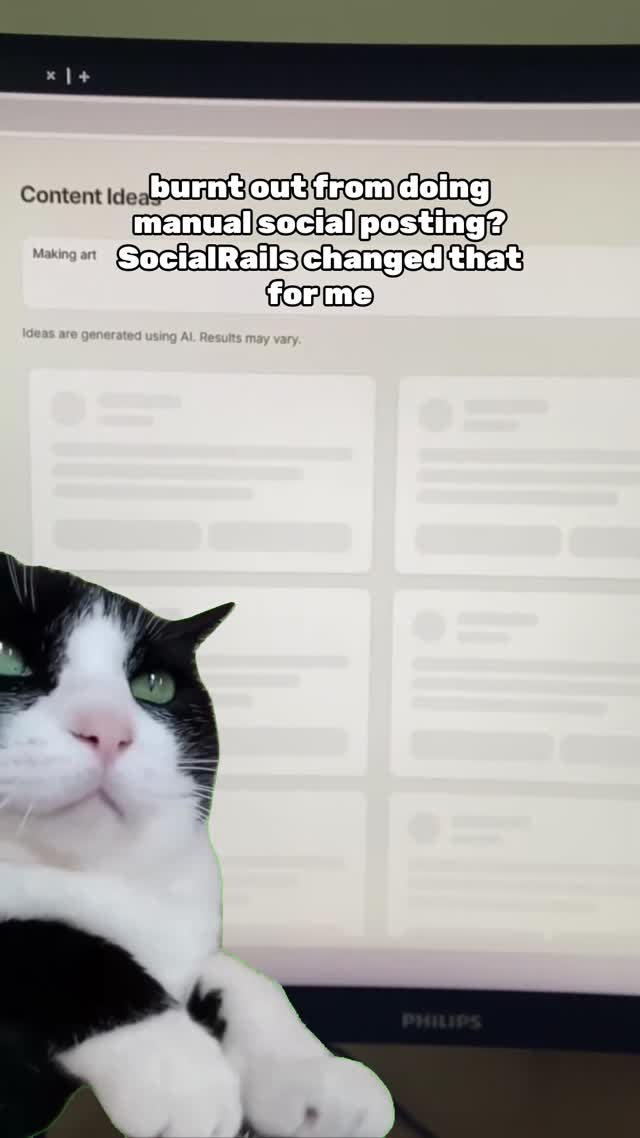 × | +
Content Ideas
burnt out from doing
manual social posting?
SocialRails changed that
for me
Making art
Ideas are generated using AI. Results may vary.
PHILIPS